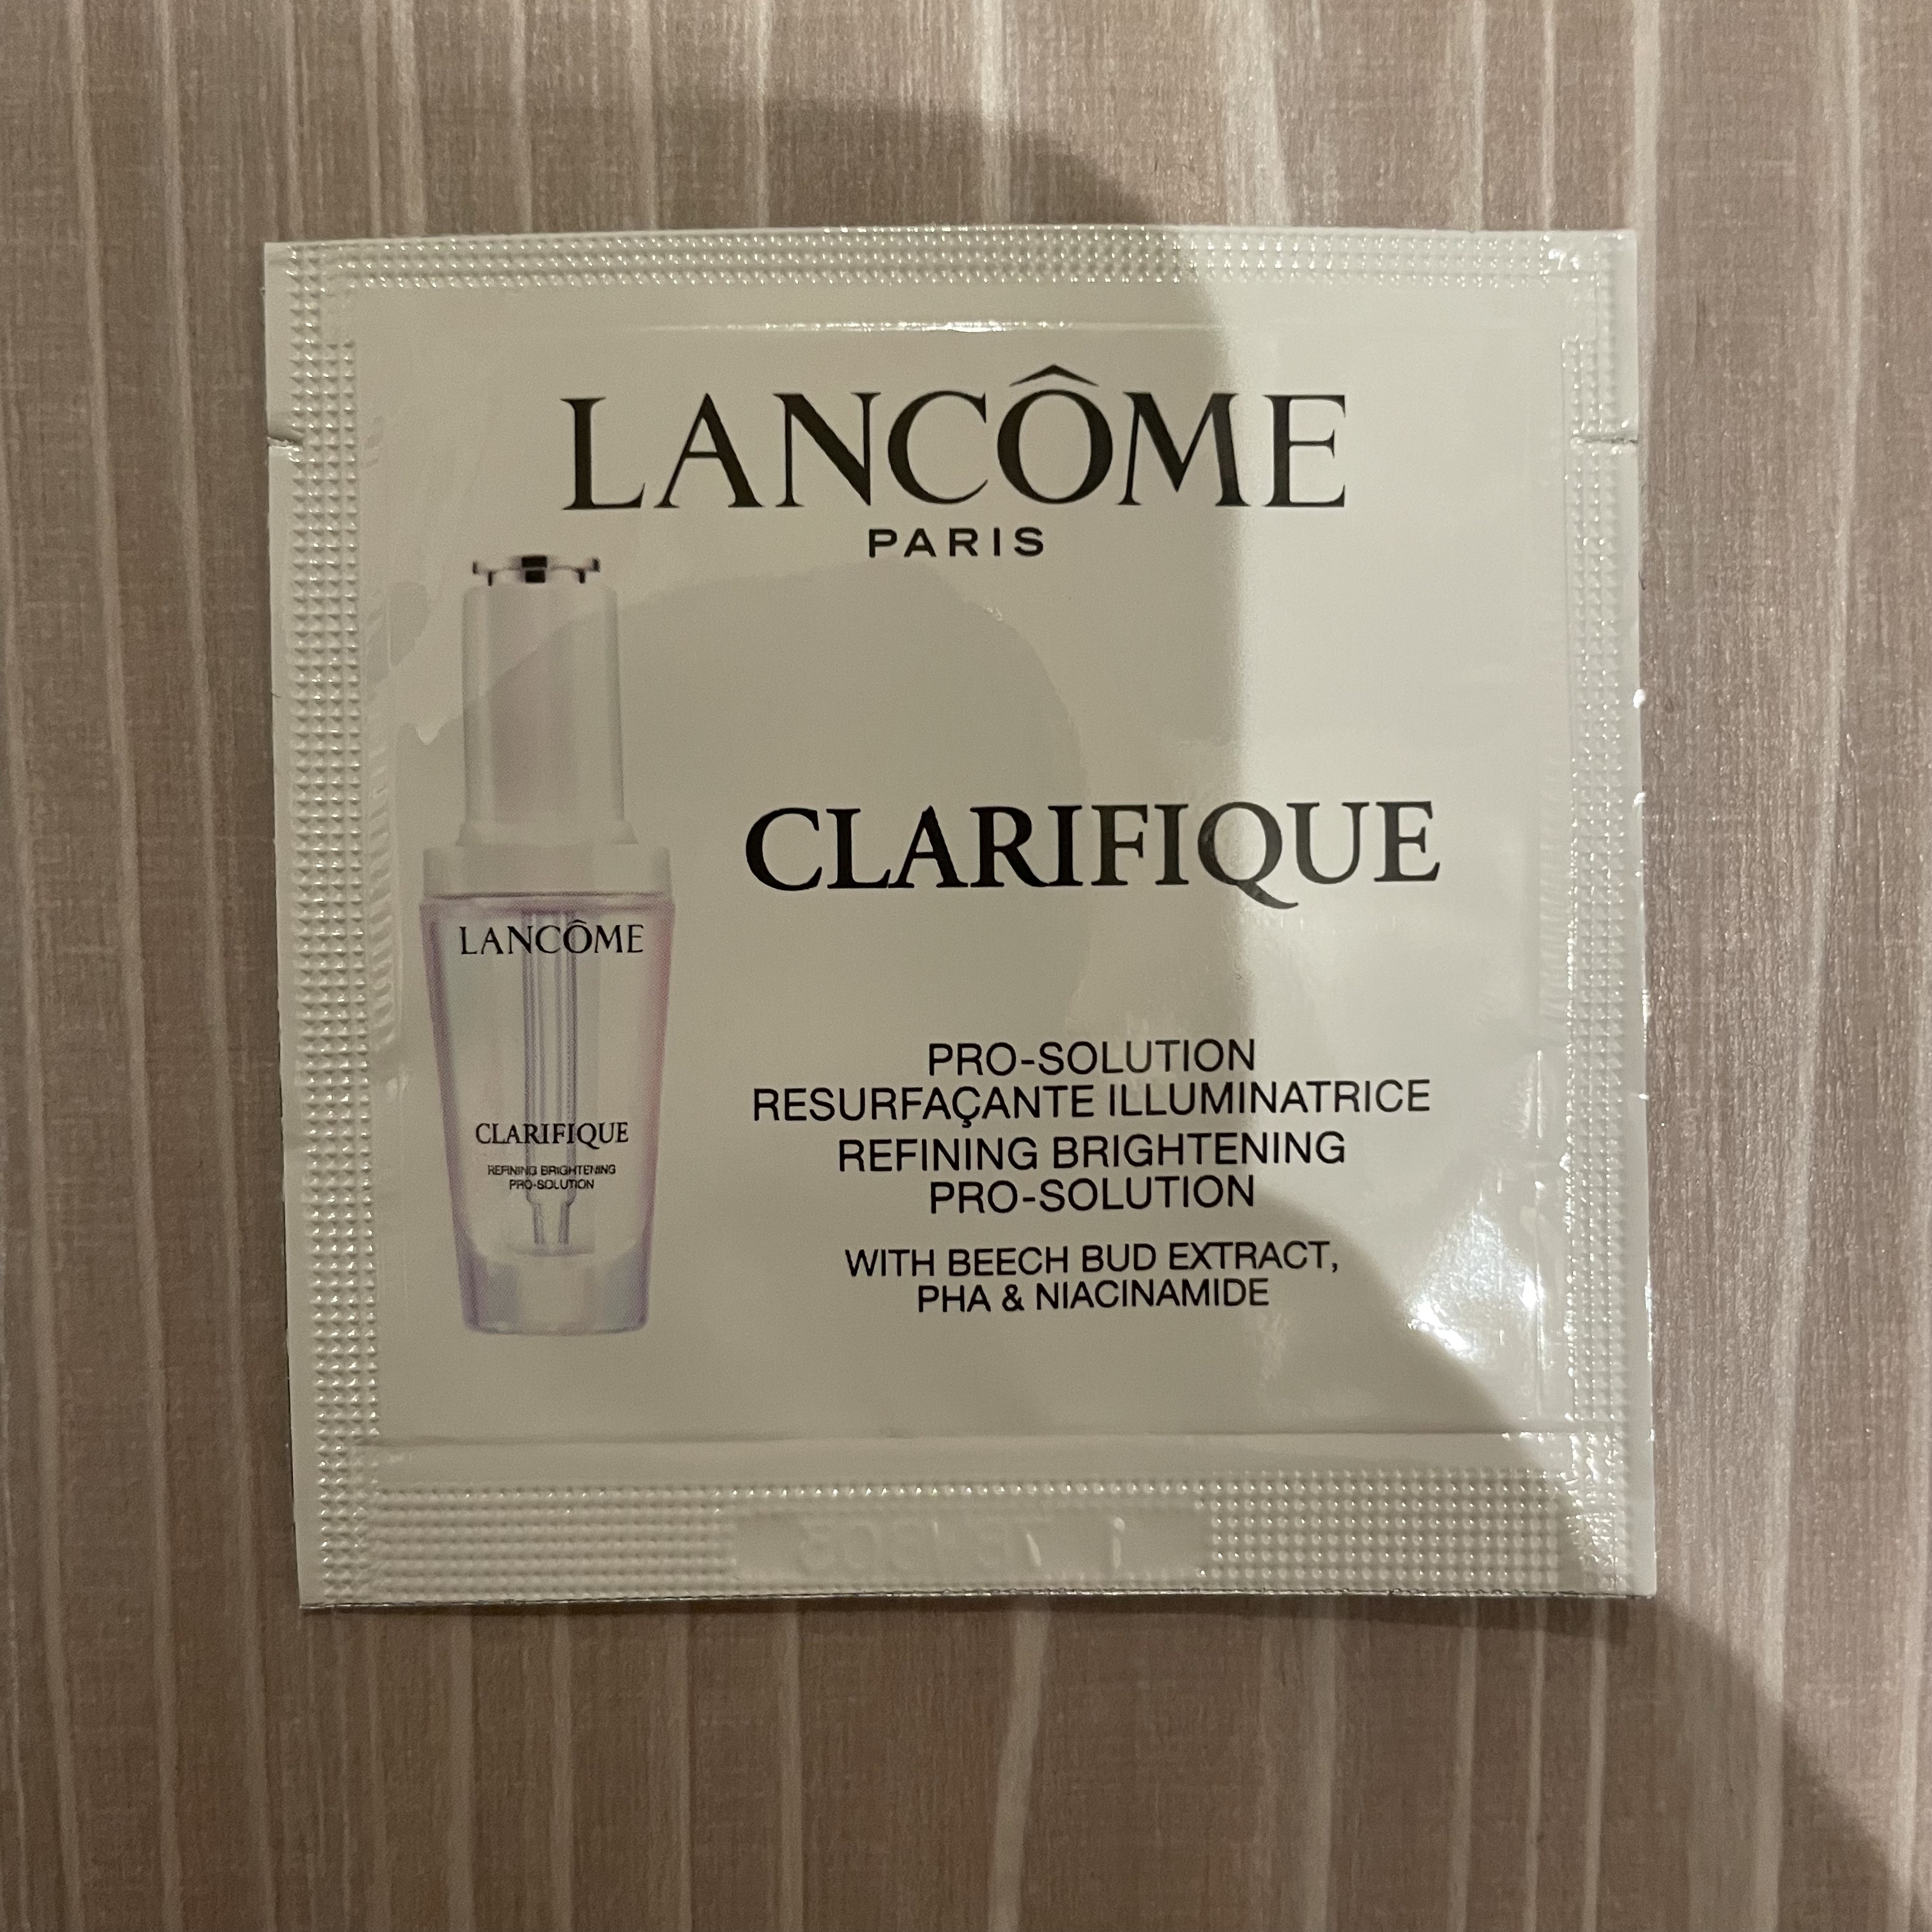 LANCÔME
PARIS
CLARIFIQUE
PRO-SOLUTION
RESURFAÇANTE ILLUMINATRICE
REFINING BRIGHTENING
PRO-SOLUTION
WITH BEECH BUD EXTRACT,
PHA & NIACINAMIDE
LANCÔME
CLARIFIQUE
REFINING BRIGHTENING
PRO-SOLUTION